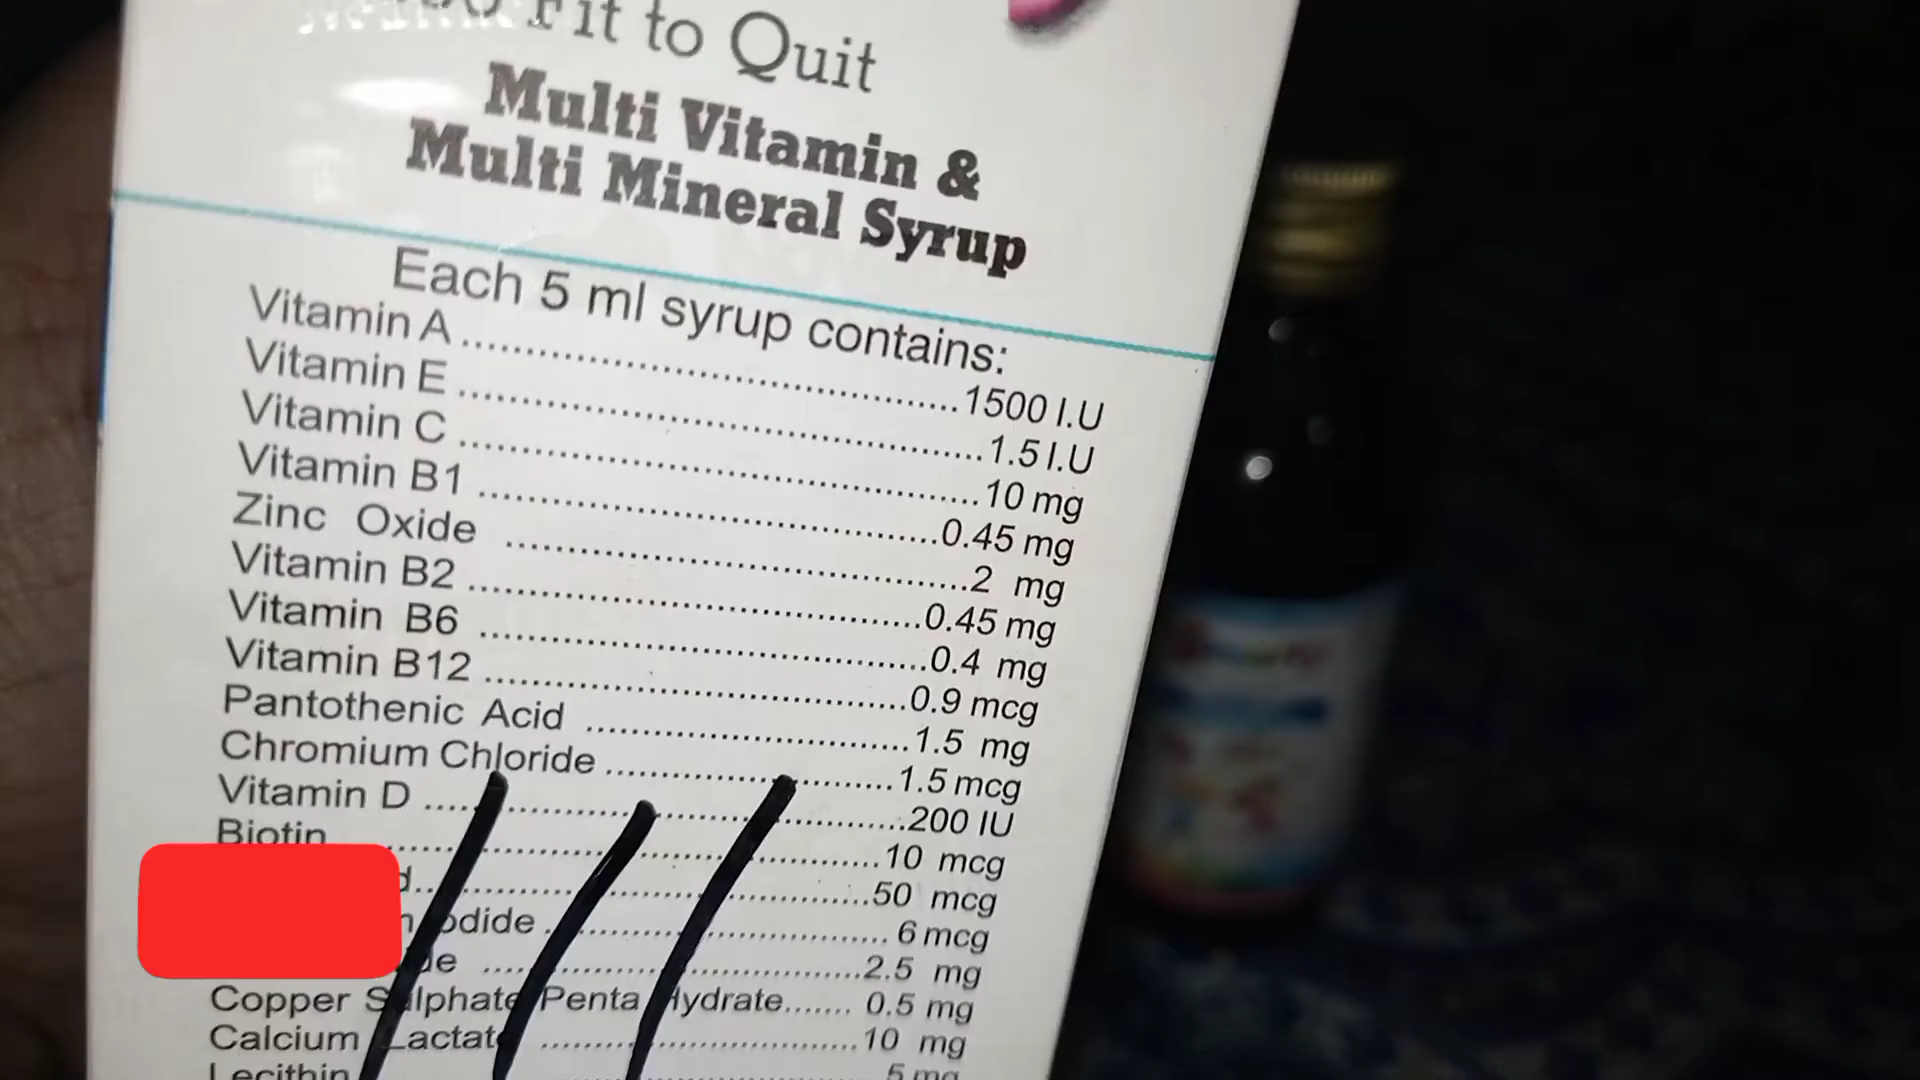 Fit to Quit
Multi Vitamin &
Multi Mineral Syrup
Each 5 ml syrup contains:
Vitamin A ........ 1500 I.U
Vitamin E ........ 1.5 I.U
Vitamin C ........ 10 mg
Vitamin B1 ........ 0.45 mg
Zinc Oxide ........ 2 mg
Vitamin B2 ........ 0.45 mg
Vitamin B6 ........ 0.4 mg
Vitamin B12 ........ 0.9 mcg
Pantothenic Acid ........ 1.5 mg
Chromium Chloride ........ 1.5 mcg
Vitamin D ........ 200 IU
Biotin ........ 10 mcg
........ 50 mcg
........ 6 mcg
........ 2.5 mg
Copper Sulphate Penta Hydrate....... 0.5 mg
Calcium Lactate ........ 10 mg
Lecithin ........ 5 mg